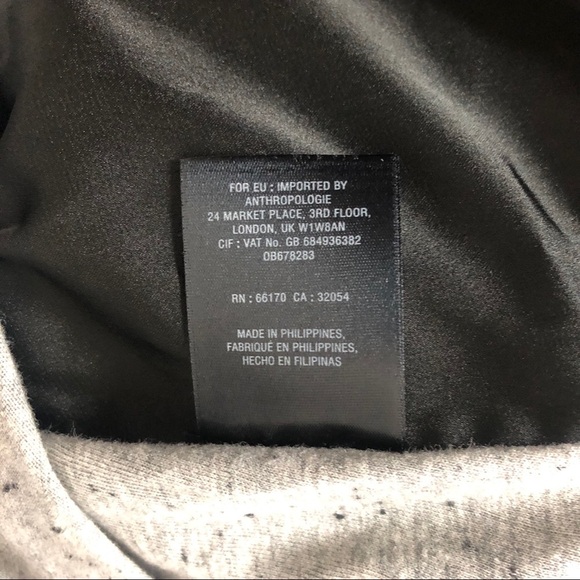 FOR EU : IMPORTED BY
ANTHROPOLOGIE
24 MARKET PLACE, 3RD FLOOR,
LONDON, UK W1W8AN
CIF : VAT No. GB 684936382
0B678283
RN : 66170 CA : 32054
MADE IN PHILIPPINES,
FABRIQUÉ EN PHILIPPINES,
HECHO EN FILIPINAS